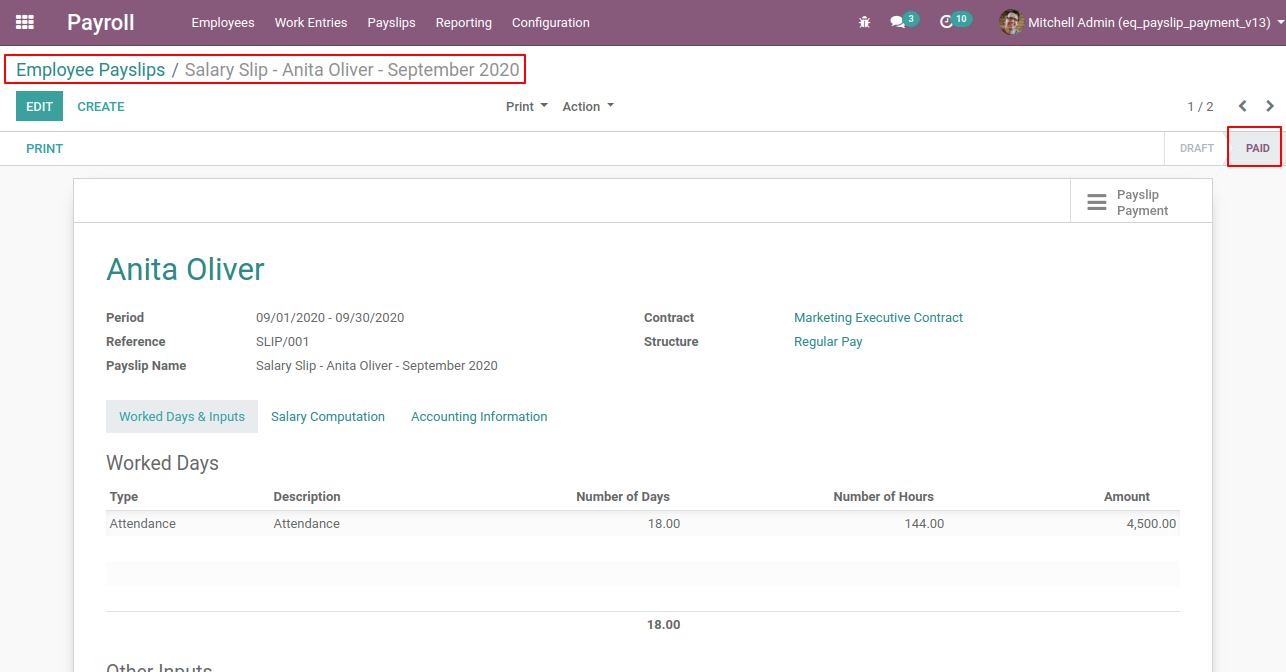 Payroll Employees Work Entries Payslips Reporting Configuration 3 10 Mitchell Admin (eq_payslip_payment_v13)
Employee Payslips / Salary Slip - Anita Oliver - September 2020
EDIT CREATE Print Action 1 / 2
PRINT DRAFT PAID
Payslip
Payment
Anita Oliver
Period 09/01/2020 - 09/30/2020 Contract Marketing Executive Contract
Reference SLIP/001 Structure Regular Pay
Payslip Name Salary Slip - Anita Oliver - September 2020
Worked Days & Inputs Salary Computation Accounting Information
Worked Days
Type Description Number of Days Number of Hours Amount
Attendance Attendance 18.00 144.00 4,500.00
18.00
Other Inputs